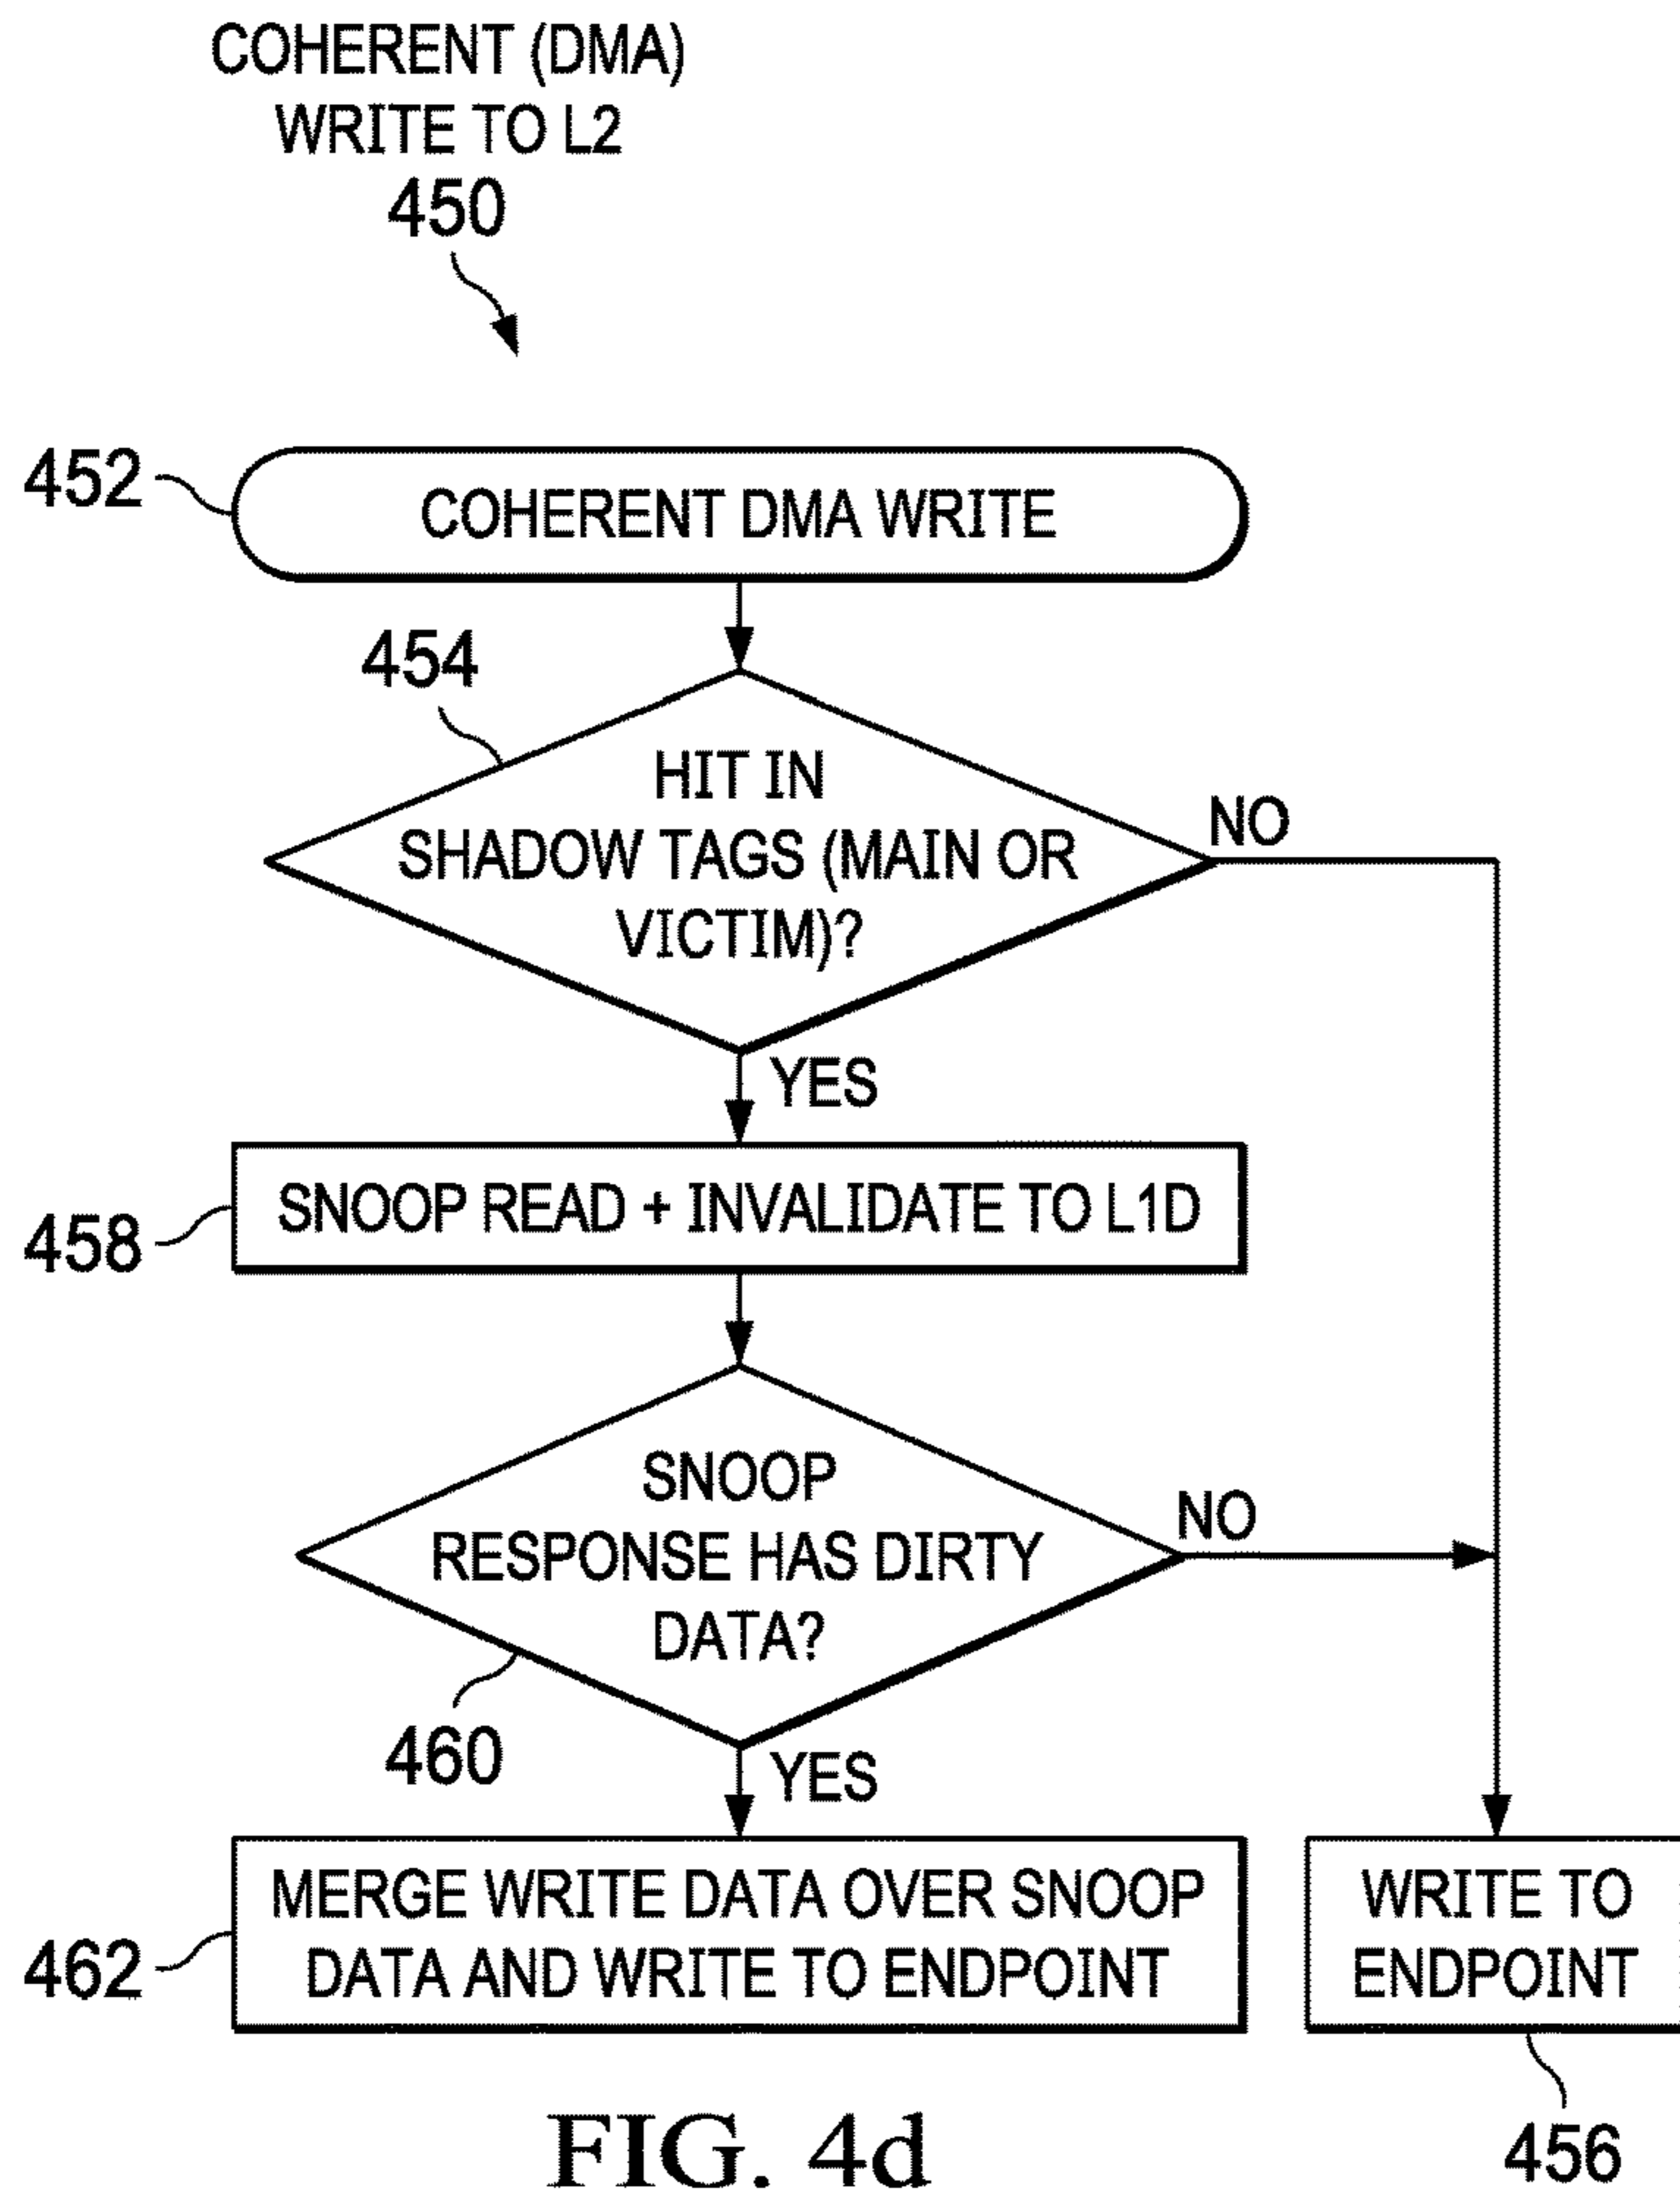 COHERENT (DMA)
WRITE TO L2
450
452
COHERENT DMA WRITE
454
HIT IN
SHADOW TAGS (MAIN OR
VICTIM)?
NO
YES
458
SNOOP READ + INVALIDATE TO L1D
SNOOP
RESPONSE HAS DIRTY
DATA?
NO
460
YES
462
MERGE WRITE DATA OVER SNOOP
DATA AND WRITE TO ENDPOINT
WRITE TO
ENDPOINT
456
FIG. 4d